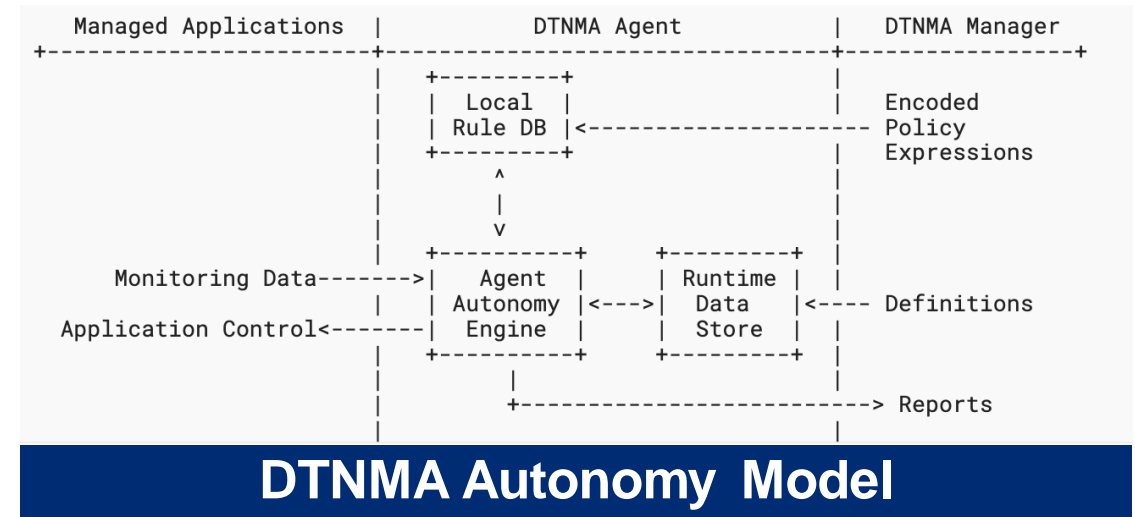 Managed Applications | DTNMA Agent | DTNMA Manager
+---------------------+----------------------------+-----------------+
Local
Rule DB
Encoded
Policy
Expressions
Monitoring Data
Application Control
Agent
Autonomy
Engine
Runtime
Data
Store
Definitions
Reports
DTNMA Autonomy Model